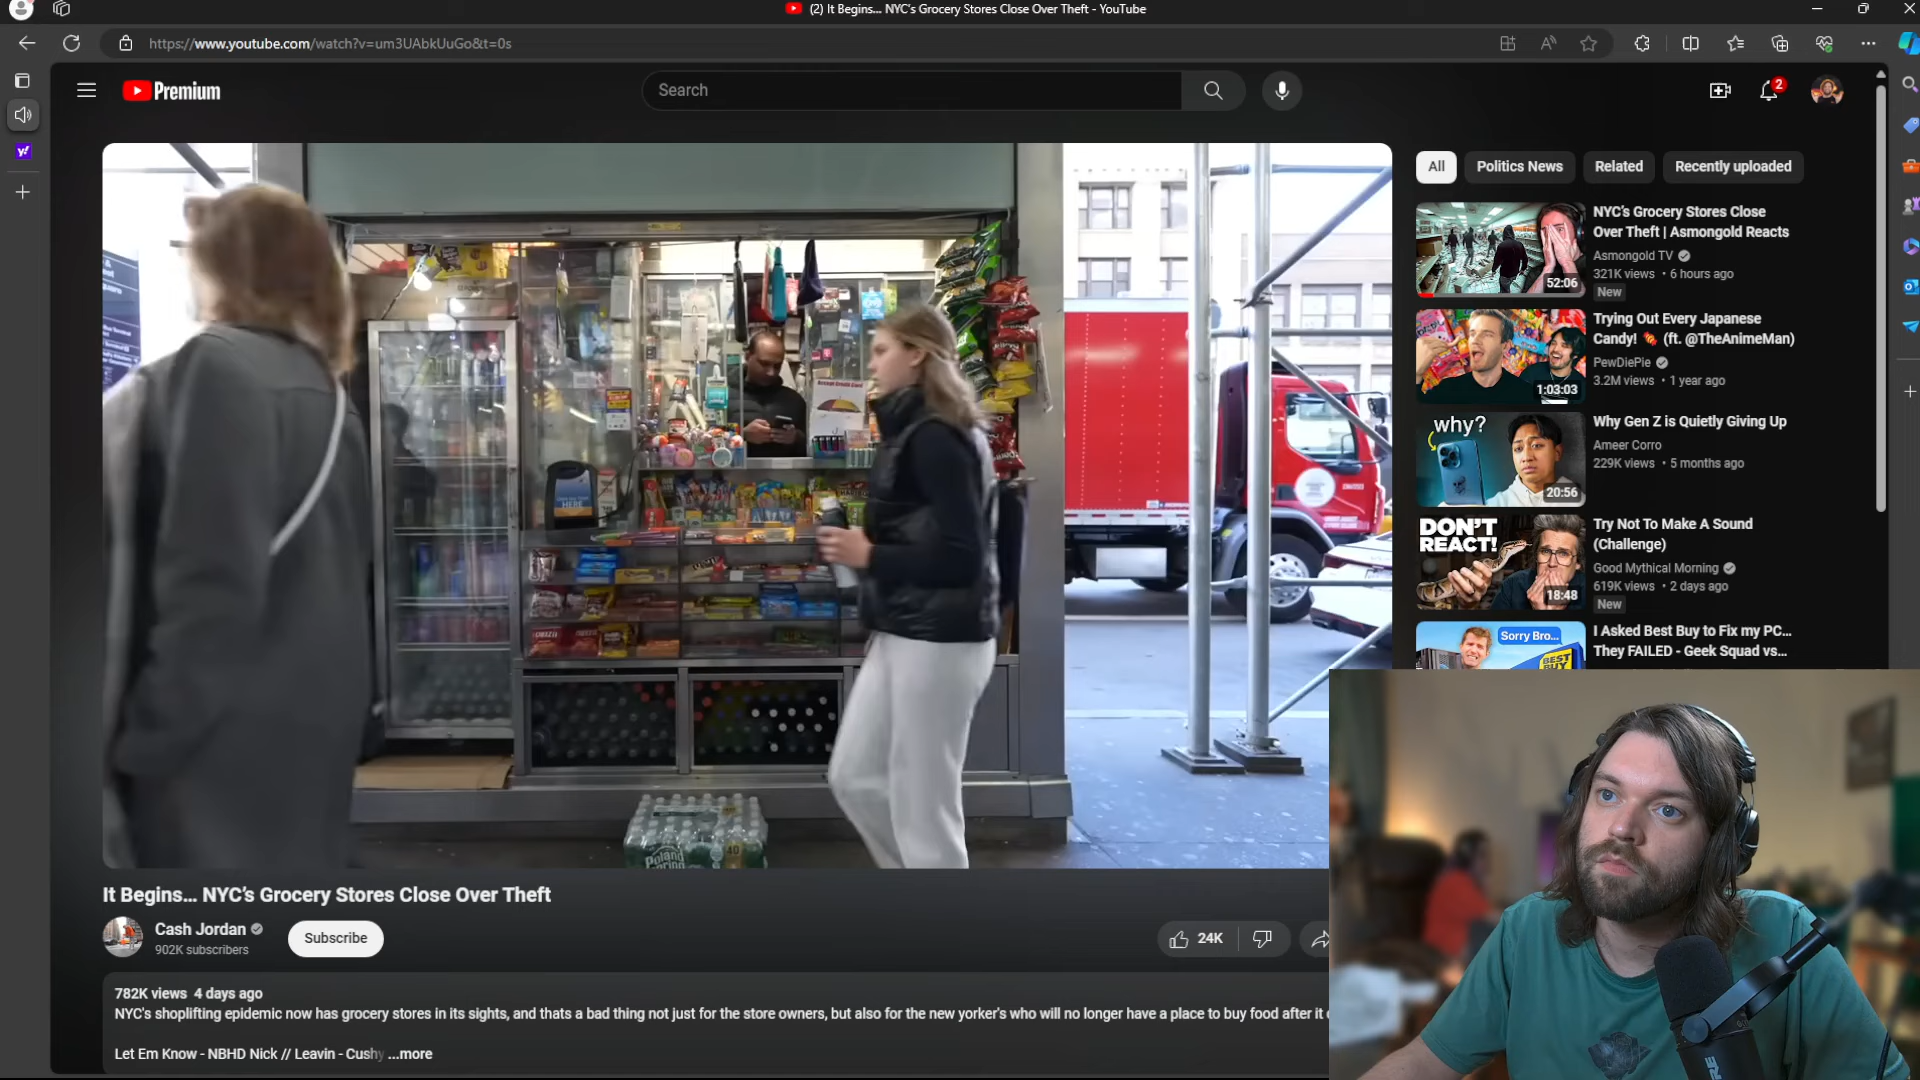 (2) It Begins... NYC's Grocery Stores Close Over Theft - YouTube
https://www.youtube.com/watch?v=um3UAbkUuGo&t=0s
Premium
Search
2
All
Politics News
Related
Recently uploaded
NYC's Grocery Stores Close
Over Theft | Asmongold Reacts
Asmongold TV
321K views • 6 hours ago
New
52:06
Trying Out Every Japanese
Candy! 🍬 (ft. @TheAnimeMan)
PewDiePie
3.2M views • 1 year ago
1:03:03
why?
Why Gen Z is Quietly Giving Up
Ameer Corro
229K views • 5 months ago
20:56
DON'T
REACT!
Try Not To Make A Sound
(Challenge)
Good Mythical Morning
619K views • 2 days ago
New
18:48
Sorry Bro...
BEST
BUY
I Asked Best Buy to Fix my PC...
They FAILED - Geek Squad vs...
HERE
Poland
40
It Begins... NYC's Grocery Stores Close Over Theft
Cash Jordan
902K subscribers
Subscribe
24K
782K views 4 days ago
NYC's shoplifting epidemic now has grocery stores in its sights, and thats a bad thing not just for the store owners, but also for the new yorker's who will no longer have a place to buy food after it
Let Em Know - NBHD Nick // Leavin - Cushy ...more